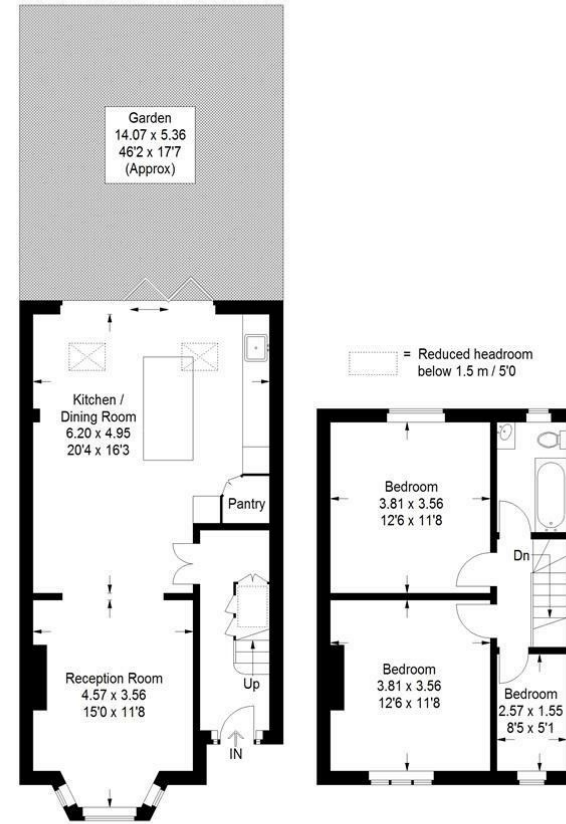 Garden
14.07 x 5.36
46'2 x 17'7
(Approx)
= Reduced headroom
below 1.5 m / 5'0
Kitchen /
Dining Room
6.20 x 4.95
20'4 x 16'3
Pantry
Reception Room
4.57 x 3.56
15'0 x 11'8
Up
IN
Bedroom
3.81 x 3.56
12'6 x 11'8
Dn
Bedroom
3.81 x 3.56
12'6 x 11'8
Bedroom
2.57 x 1.55
8'5 x 5'1